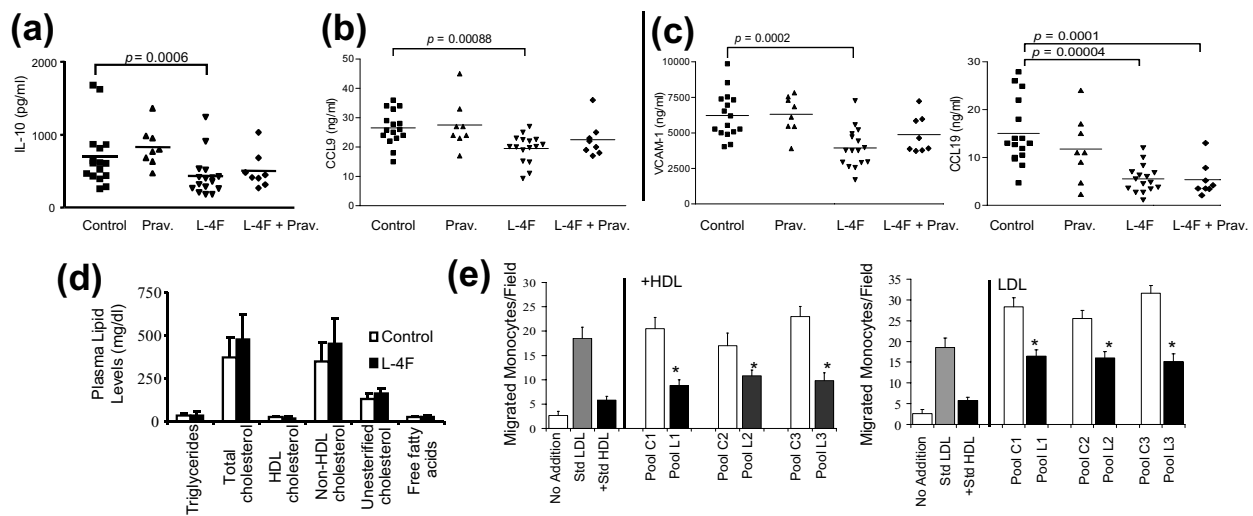 (a)
p = 0.0006
IL-10 (pg/ml)
2000
1000
0
Control Prav. L-4F L-4F + Prav.
(b)
p = 0.00088
CCL9 (ng/ml)
50
40
30
20
10
0
Control Prav. L-4F L-4F + Prav.
(c)
p = 0.0002
VCAM-1 (ng/ml)
10000
7500
5000
2500
0
Control Prav. L-4F L-4F + Prav.
p = 0.0001
p = 0.00004
CCL19 (ng/ml)
30
20
10
0
Control Prav. L-4F L-4F + Prav.
(d)
Plasma Lipid
Levels (mg/dl)
750
500
250
0
Control
L-4F
Triglycerides
Total
cholesterol
HDL
cholesterol
Non-HDL
cholesterol
Unesterified
cholesterol
Free fatty
acids
(e)
+HDL
Migrated Monocytes/Field
30
25
20
15
10
5
0
* * *
No Addition
Std LDL
+Std HDL
Pool C1
Pool L1
Pool C2
Pool L2
Pool C3
Pool L3
LDL
Migrated Monocytes/Field
35
30
25
20
15
10
5
0
* * *
No Addition
Std LDL
+Std HDL
Pool C1
Pool L1
Pool C2
Pool L2
Pool C3
Pool L3